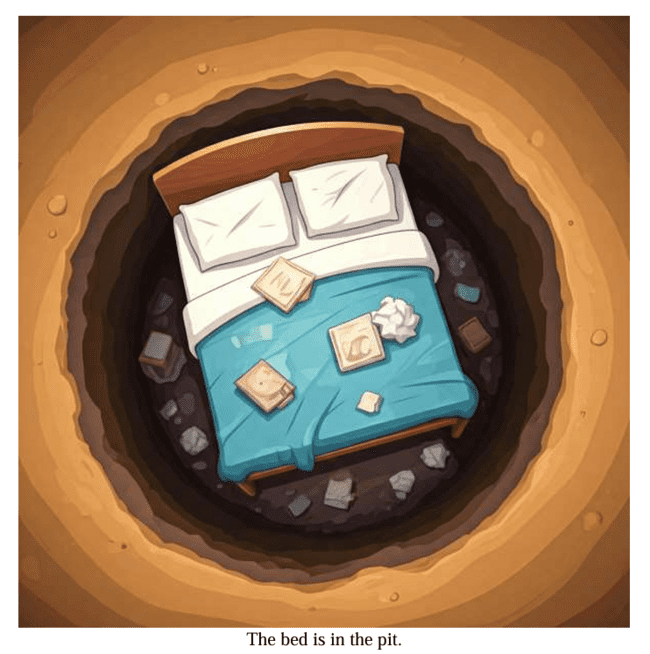 The bed is in the pit.